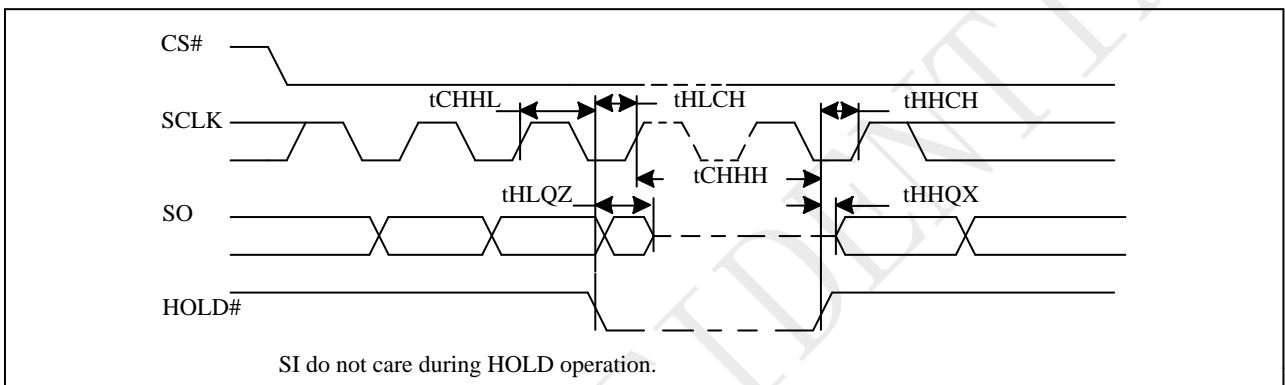 CS#
tCHHL tHLCH tHHCH
SCLK
tCHHH
tHLQZ tHHQX
SO
HOLD#
SI do not care during HOLD operation.